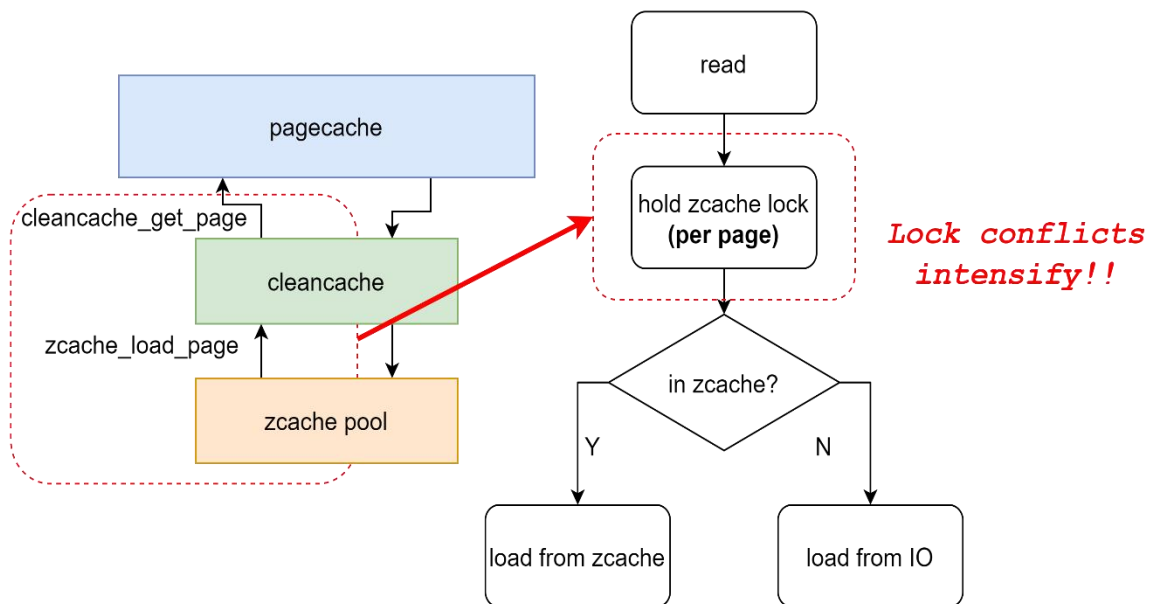 pagecache
cleancache_get_page
cleancache
zcache_load_page
zcache pool
read
hold zcache lock
(per page)
Lock conflicts
intensify!!
in zcache?
Y
N
load from zcache
load from IO